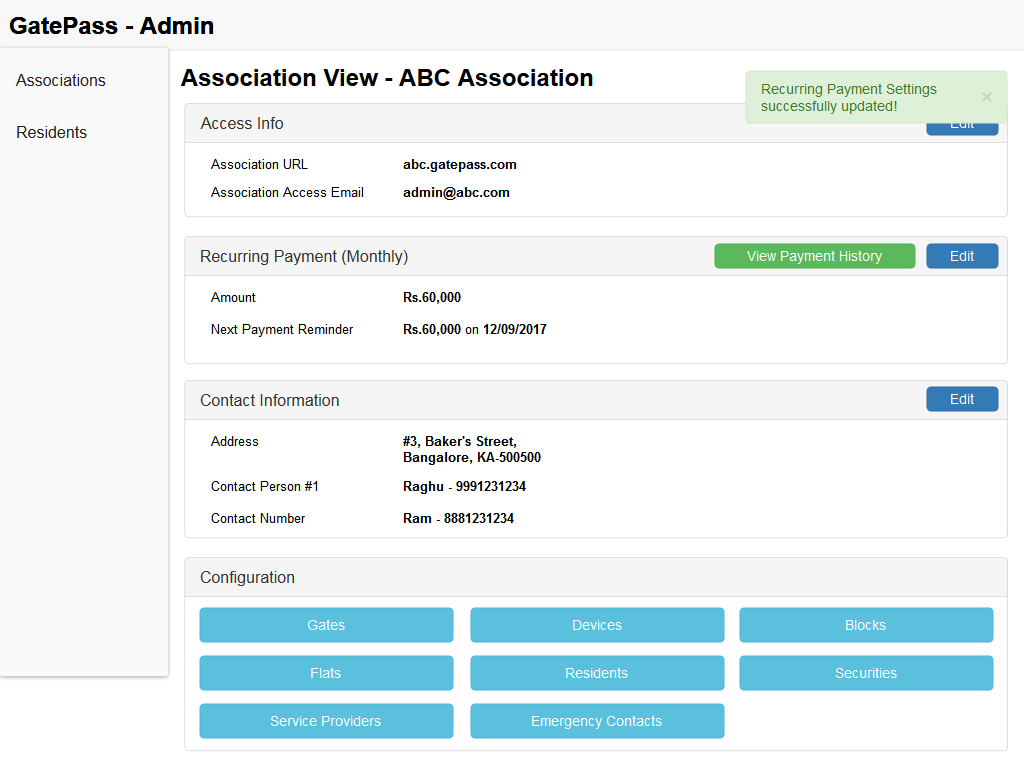 GatePass - Admin
Associations
Residents
Association View - ABC Association
Recurring Payment Settings
successfully updated!
×
Access Info
Edit
Association URL abc.gatepass.com
Association Access Email admin@abc.com
Recurring Payment (Monthly) View Payment History Edit
Amount Rs.60,000
Next Payment Reminder Rs.60,000 on 12/09/2017
Contact Information Edit
Address #3, Baker's Street,
Bangalore, KA-500500
Contact Person #1 Raghu - 9991231234
Contact Number Ram - 8881231234
Configuration
Gates Devices Blocks
Flats Residents Securities
Service Providers Emergency Contacts